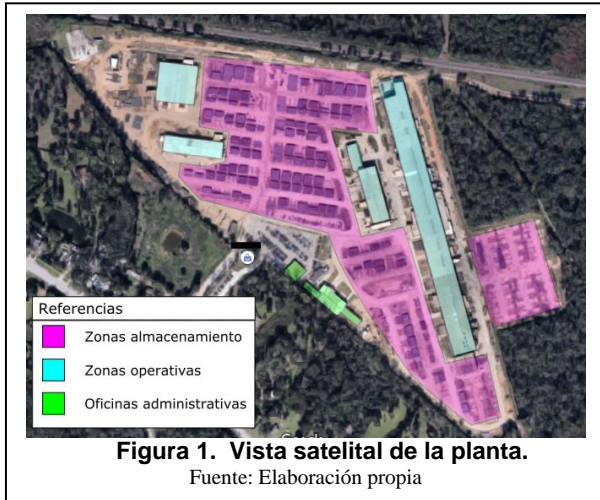 Referencias
Zonas almacenamiento
Zonas operativas
Oficinas administrativas
Figura 1. Vista satelital de la planta.
Fuente: Elaboración propia